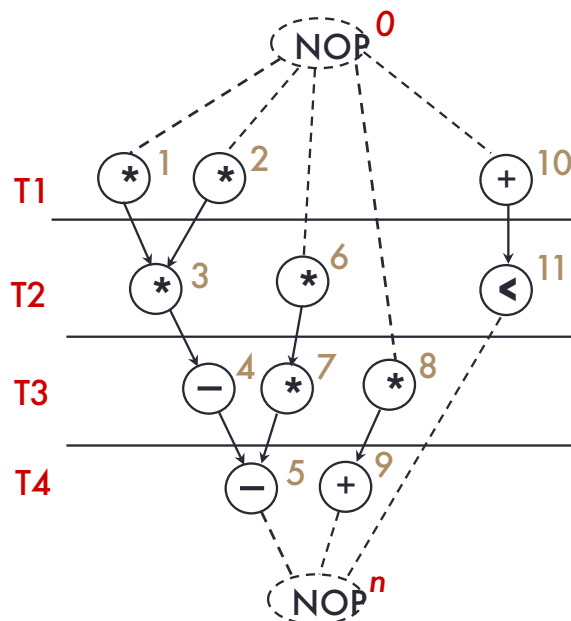 NOP 0
* 1 * 2 + 10
T1
* 3 * 6 < 11
T2
− 4 * 7 * 8
T3
− 5 + 9
T4
NOP n